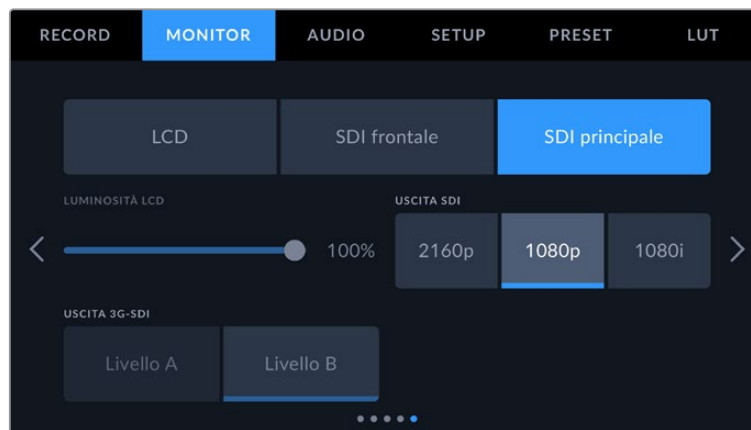 RECORD MONITOR AUDIO SETUP PRESET LUT
LCD SDI frontale SDI principale
LUMINOSITÀ LCD USCITA SDI
100% 2160p 1080p 1080i
USCITA 3G-SDI
Livello A Livello B